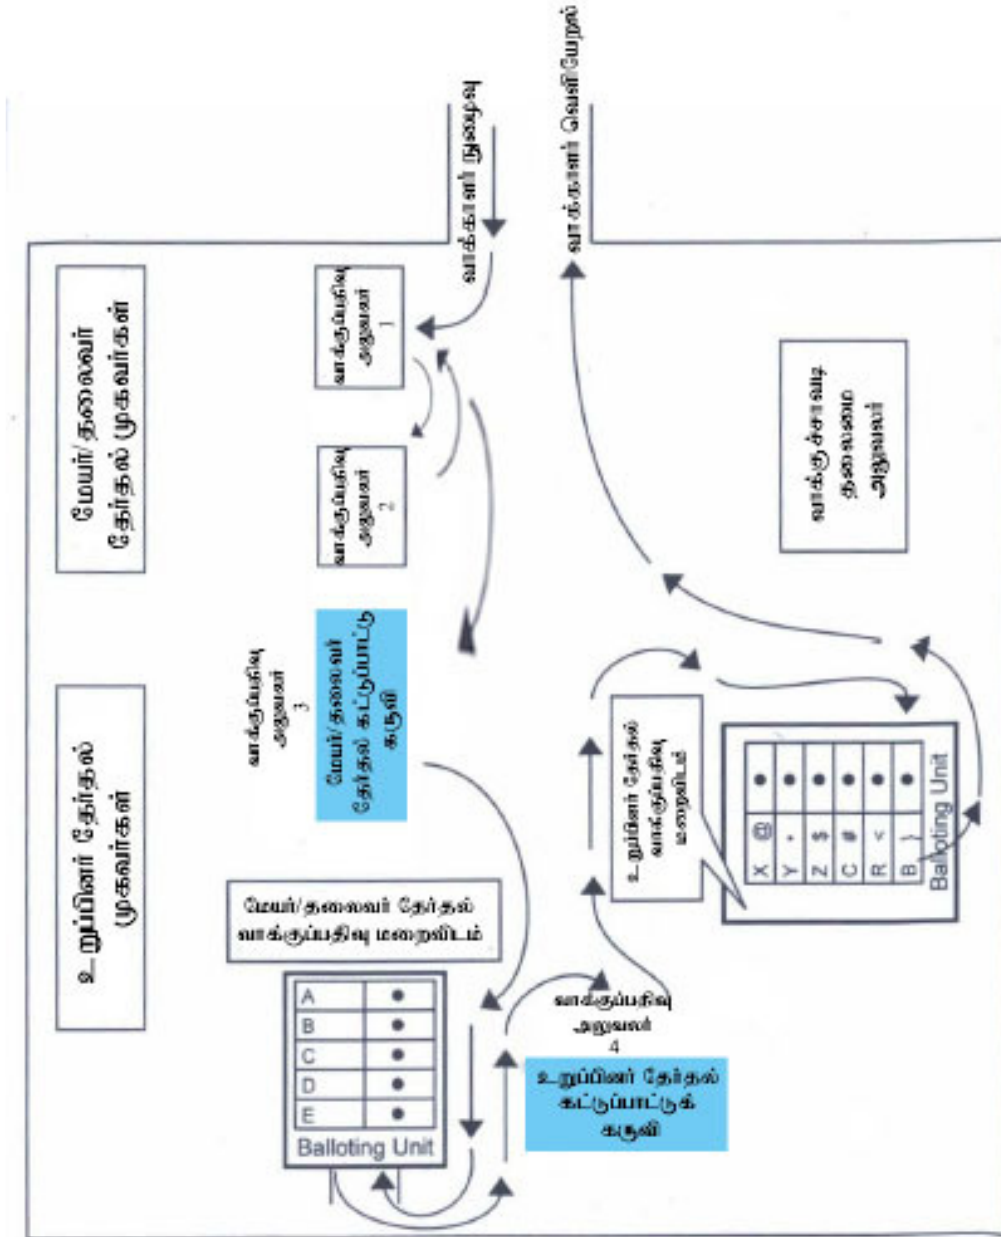 வாக்காளர் நுழைவு
வாக்காளர் வெளியேறல்
மேயர்/தலைவர்
தேர்தல் முகவர்கள்
வாக்குப்பதிவு
அலுவலர்
1
வாக்குப்பதிவு
அலுவலர்
2
வாக்குச்சாவடி
தலைமை
அலுவலர்
உறுப்பினர் தேர்தல்
முகவர்கள்
வாக்குப்பதிவு
அலுவலர்
3
மேயர்/தலைவர்
தேர்தல் கட்டுப்பாட்டு
கருவி
உறுப்பினர் தேர்தல்
வாக்குப்பதிவு
மறைவிடம்
X @
Y
Z $
C #
R <
B }
Balloting Unit
மேயர்/தலைவர் தேர்தல்
வாக்குப்பதிவு மறைவிடம்
A
B
C
D
E
Balloting Unit
வாக்குப்பதிவு
அலுவலர்
4
உறுப்பினர் தேர்தல்
கட்டுப்பாட்டுக்
கருவி